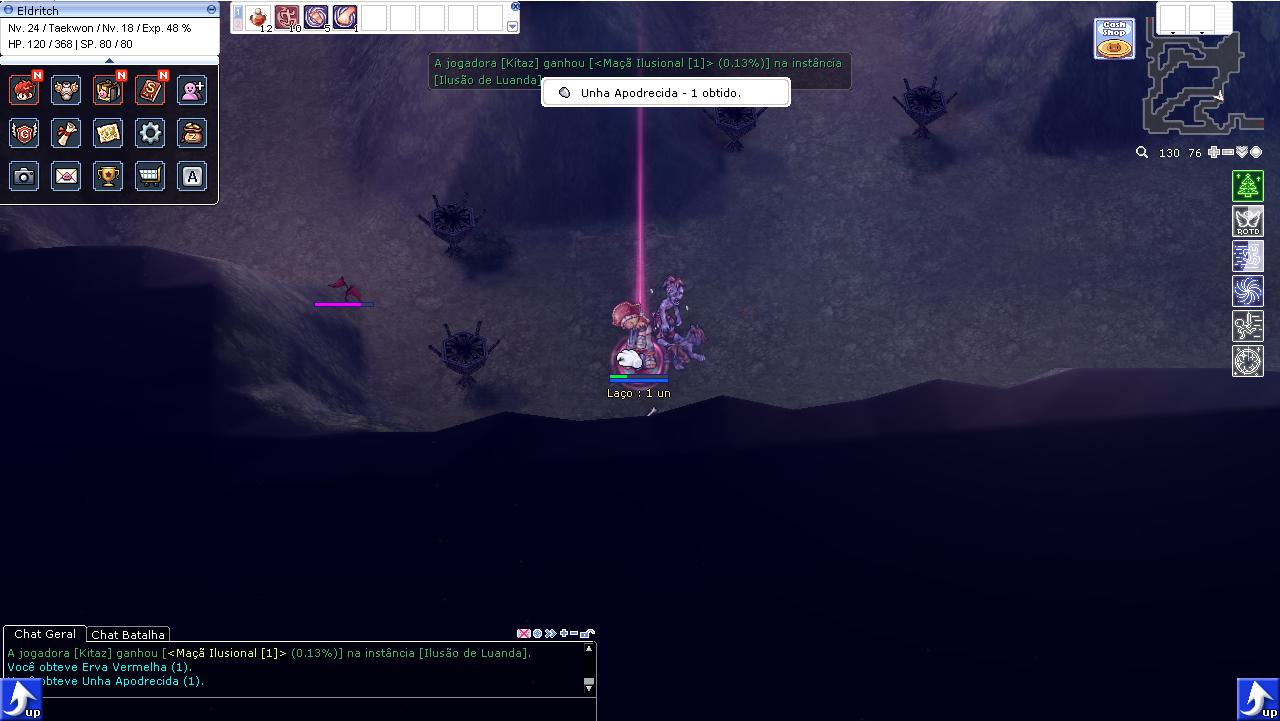 Eldritch
Nv. 24 / Taekwon / Nv. 18 / Exp. 48 %
HP. 120 / 368 | SP. 80 / 80
N
N
N
A
1
2
12
10
5
1
A jogadora [Kitaz] ganhou [<Maçã Ilusional [1]> (0.13%)] na instância
[Ilusão de Luanda]
Unha Apodrecida - 1 obtido.
Cash
Shop
130 76
ROTD
Laço : 1 un
Chat Geral
Chat Batalha
A jogadora [Kitaz] ganhou [<Maçã Ilusional [1]> (0.13%)] na instância [Ilusão de Luanda].
Você obteve Erva Vermelha (1).
obteve Unha Apodrecida (1).
up
up